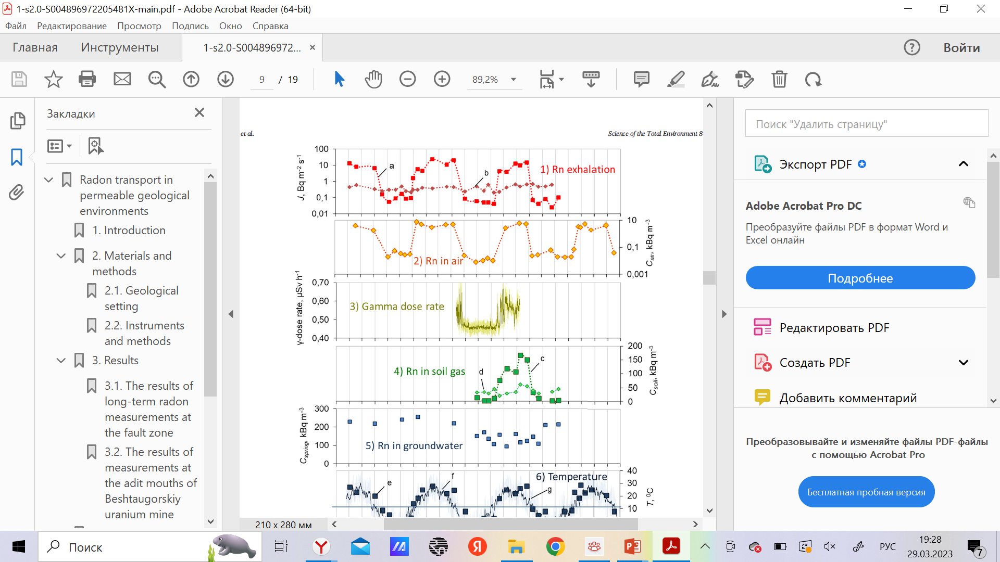 1-s2.0-S004896972205481X-main.pdf - Adobe Acrobat Reader (64-bit)
Файл Редактирование Просмотр Подпись Окно Справка
Главная Инструменты 1-s2.0-S004896972... Войти
9 / 19 89,2%
Закладки
Radon transport in
permeable geological
environments
1. Introduction
2. Materials and
methods
2.1. Geological
setting
2.2. Instruments
and methods
3. Results
3.1. The results of
long-term radon
measurements at
the fault zone
3.2. The results of
measurements at
the adit mouths of
Beshtaugorskiy
uranium mine
et al. Science of the Total Environment 8
100
10
1
0,1
0,01
J, Bq m-2 s-1
a
b
1) Rn exhalation
10
0,1
0,001
Cair, kBq m-3
2) Rn in air
0,70
0,60
0,50
0,40
γ-dose rate, µSv h-1
3) Gamma dose rate
200
150
100
50
0
Csoil, kBq m-3
4) Rn in soil gas
d
c
300
200
100
0
Cspring, kBq m-3
5) Rn in groundwater
40
30
20
10
T, 0C
6) Temperature
e
f
g
210 x 280 мм
Поиск "Удалить страницу"
Экспорт PDF
Adobe Acrobat Pro DC
Преобразуйте файлы PDF в формат Word и
Excel онлайн
Подробнее
Редактировать PDF
Создать PDF
Добавить комментарий
Преобразовывайте и изменяйте файлы PDF-файлы
с помощью Acrobat Pro
Бесплатная пробная версия
Поиск
РУС
19:28
29.03.2023
7